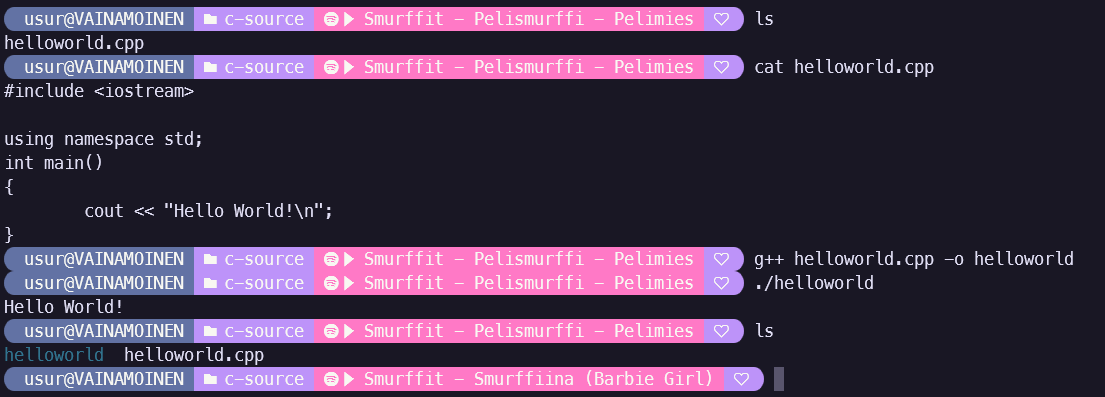 usur@VAINAMOINEN c-source Smurffit – Pelismurffi – Pelimies ls
helloworld.cpp
usur@VAINAMOINEN c-source Smurffit – Pelismurffi – Pelimies cat helloworld.cpp
#include <iostream>
using namespace std;
int main()
{
cout << "Hello World!\n";
}
usur@VAINAMOINEN c-source Smurffit – Pelismurffi – Pelimies g++ helloworld.cpp -o helloworld
usur@VAINAMOINEN c-source Smurffit – Pelismurffi – Pelimies ./helloworld
Hello World!
usur@VAINAMOINEN c-source Smurffit – Pelismurffi – Pelimies ls
helloworld helloworld.cpp
usur@VAINAMOINEN c-source Smurffit – Smurffiina (Barbie Girl)